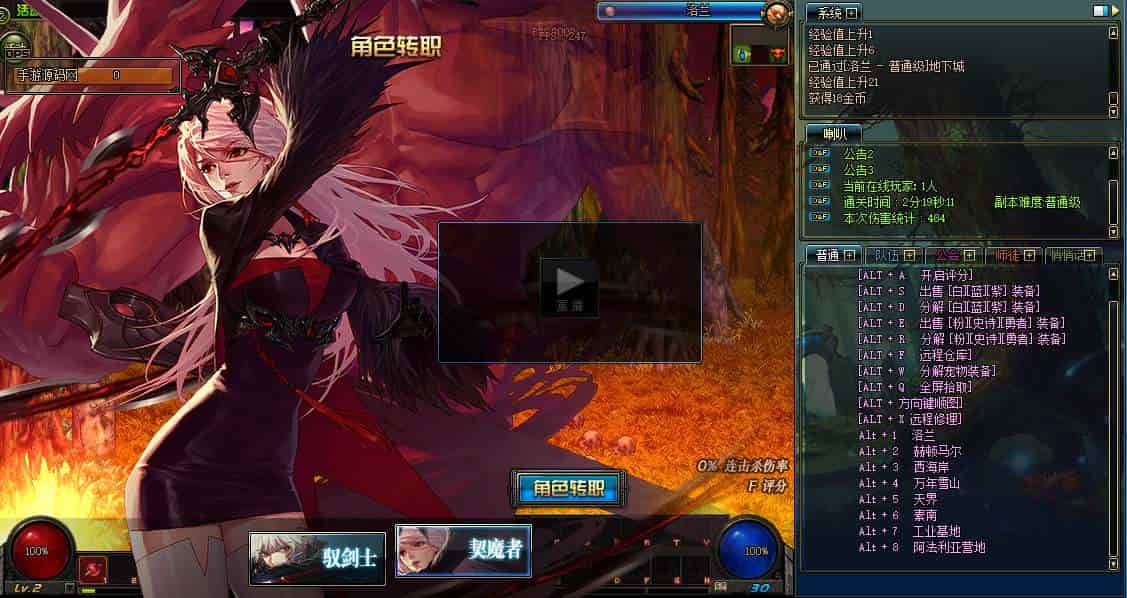 洛兰
角色转职
手游源码网 0
100%
Lv.2
驭剑士
契魔者
角色转职
0% 连击杀伤率
F 评分
100%
30
重播
系统
经验值上升1
经验值上升6
已通过[洛兰 - 普通级]地下城
经验值上升21
获得18金币
喇叭
D&F 公告2
D&F 公告3
D&F 当前在线玩家: 1人
D&F 通关时间：2分:19秒:11 副本难度:普通级
D&F 本次伤害统计：464
普通 队伍 公会 师徒 悄悄话
[ALT + A 开启评分]
[ALT + S 出售 [白][蓝][紫] 装备]
[ALT + D 分解 [白][蓝][紫] 装备]
[ALT + E 出售 [粉][史诗][勇者] 装备]
[ALT + R 分解 [粉][史诗][勇者] 装备]
[ALT + F 远程仓库]
[ALT + W 分解宠物装备]
[ALT + Q 全屏拾取]
[ALT + 方向键顺图]
[ALT + X 远程修理]
Alt + 1 洛兰
Alt + 2 赫顿马尔
Alt + 3 西海岸
Alt + 4 万年雪山
Alt + 5 天界
Alt + 6 素南
Alt + 7 工业基地
Alt + 8 阿法利亚营地